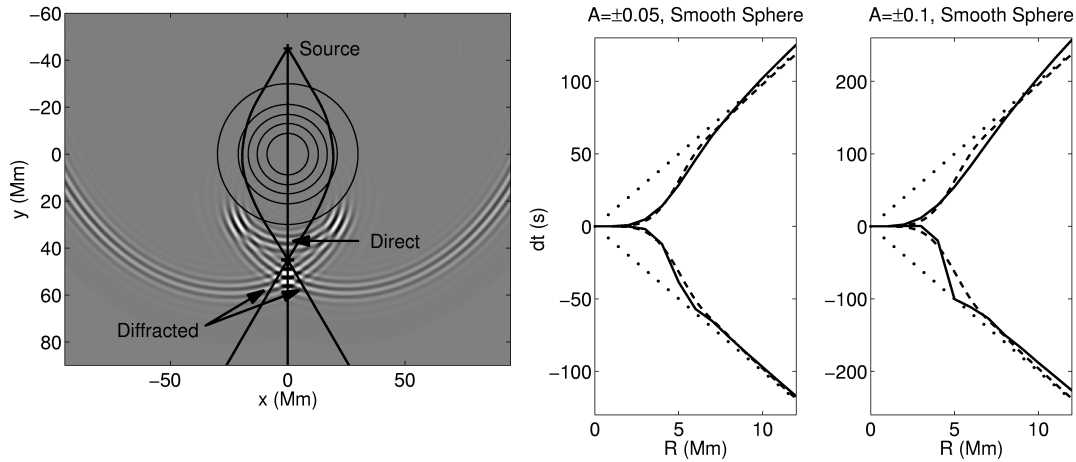 −60
−40
−20
0
20
40
60
80
y (Mm)
−50
0
50
x (Mm)
Source
Direct
Diffracted
A=±0.05, Smooth Sphere
100
50
0
−50
−100
dt (s)
0
5
10
R (Mm)
A=±0.1, Smooth Sphere
200
100
0
−100
−200
0
5
10
R (Mm)